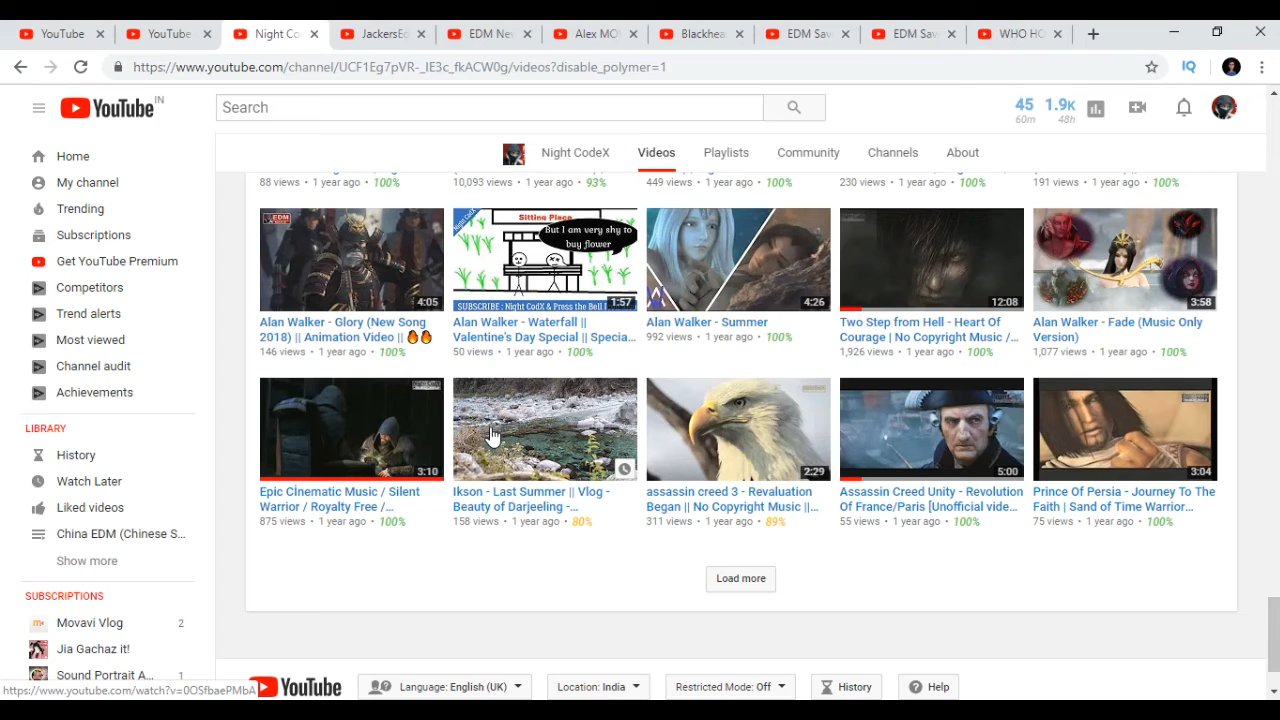 YouTube
YouTube
Night Co
JackersEd
EDM Nev
Alex MO
Blackhea
EDM Sav
EDM Sav
WHO HO
https://www.youtube.com/channel/UCF1Eg7pVR-_IE3c_fkACW0g/videos?disable_polymer=1
YouTube IN
Search
45 60m
1.9K 48h
Night CodeX
Videos
Playlists
Community
Channels
About
Home
My channel
Trending
Subscriptions
Get YouTube Premium
Competitors
Trend alerts
Most viewed
Channel audit
Achievements
LIBRARY
History
Watch Later
Liked videos
China EDM (Chinese S...
Show more
SUBSCRIPTIONS
Movavi Vlog 2
Jia Gachaz it!
Sound Portrait A... 1
88 views • 1 year ago • 100%
10,093 views • 1 year ago • 93%
449 views • 1 year ago • 100%
230 views • 1 year ago • 100%
191 views • 1 year ago • 100%
EDM
4:05
Alan Walker - Glory (New Song
2018) || Animation Video || 🔥🔥
146 views • 1 year ago • 100%
Night CodX
Sitting Place
But I am very shy to
buy flower
SUBSCRIBE : Night CodX & Press the Bell
1:57
Alan Walker - Waterfall ||
Valentine's Day Special || Specia...
50 views • 1 year ago • 100%
4:26
Alan Walker - Summer
992 views • 1 year ago • 100%
12:08
Two Step from Hell - Heart Of
Courage | No Copyright Music /...
1,926 views • 1 year ago • 100%
3:58
Alan Walker - Fade (Music Only
Version)
1,077 views • 1 year ago • 100%
3:10
Epic Cinematic Music / Silent
Warrior / Royalty Free /...
875 views • 1 year ago • 100%
Ikson - Last Summer || Vlog -
Beauty of Darjeeling -...
158 views • 1 year ago • 80%
2:29
assassin creed 3 - Revaluation
Began || No Copyright Music ||...
311 views • 1 year ago • 89%
5:00
Assassin Creed Unity - Revolution
Of France/Paris [Unofficial vide...
55 views • 1 year ago • 100%
3:04
Prince Of Persia - Journey To The
Faith | Sand of Time Warrior...
75 views • 1 year ago • 100%
Load more
https://www.youtube.com/watch?v=0OSfbaePMbA
YouTube
Language: English (UK)
Location: India
Restricted Mode: Off
History
Help